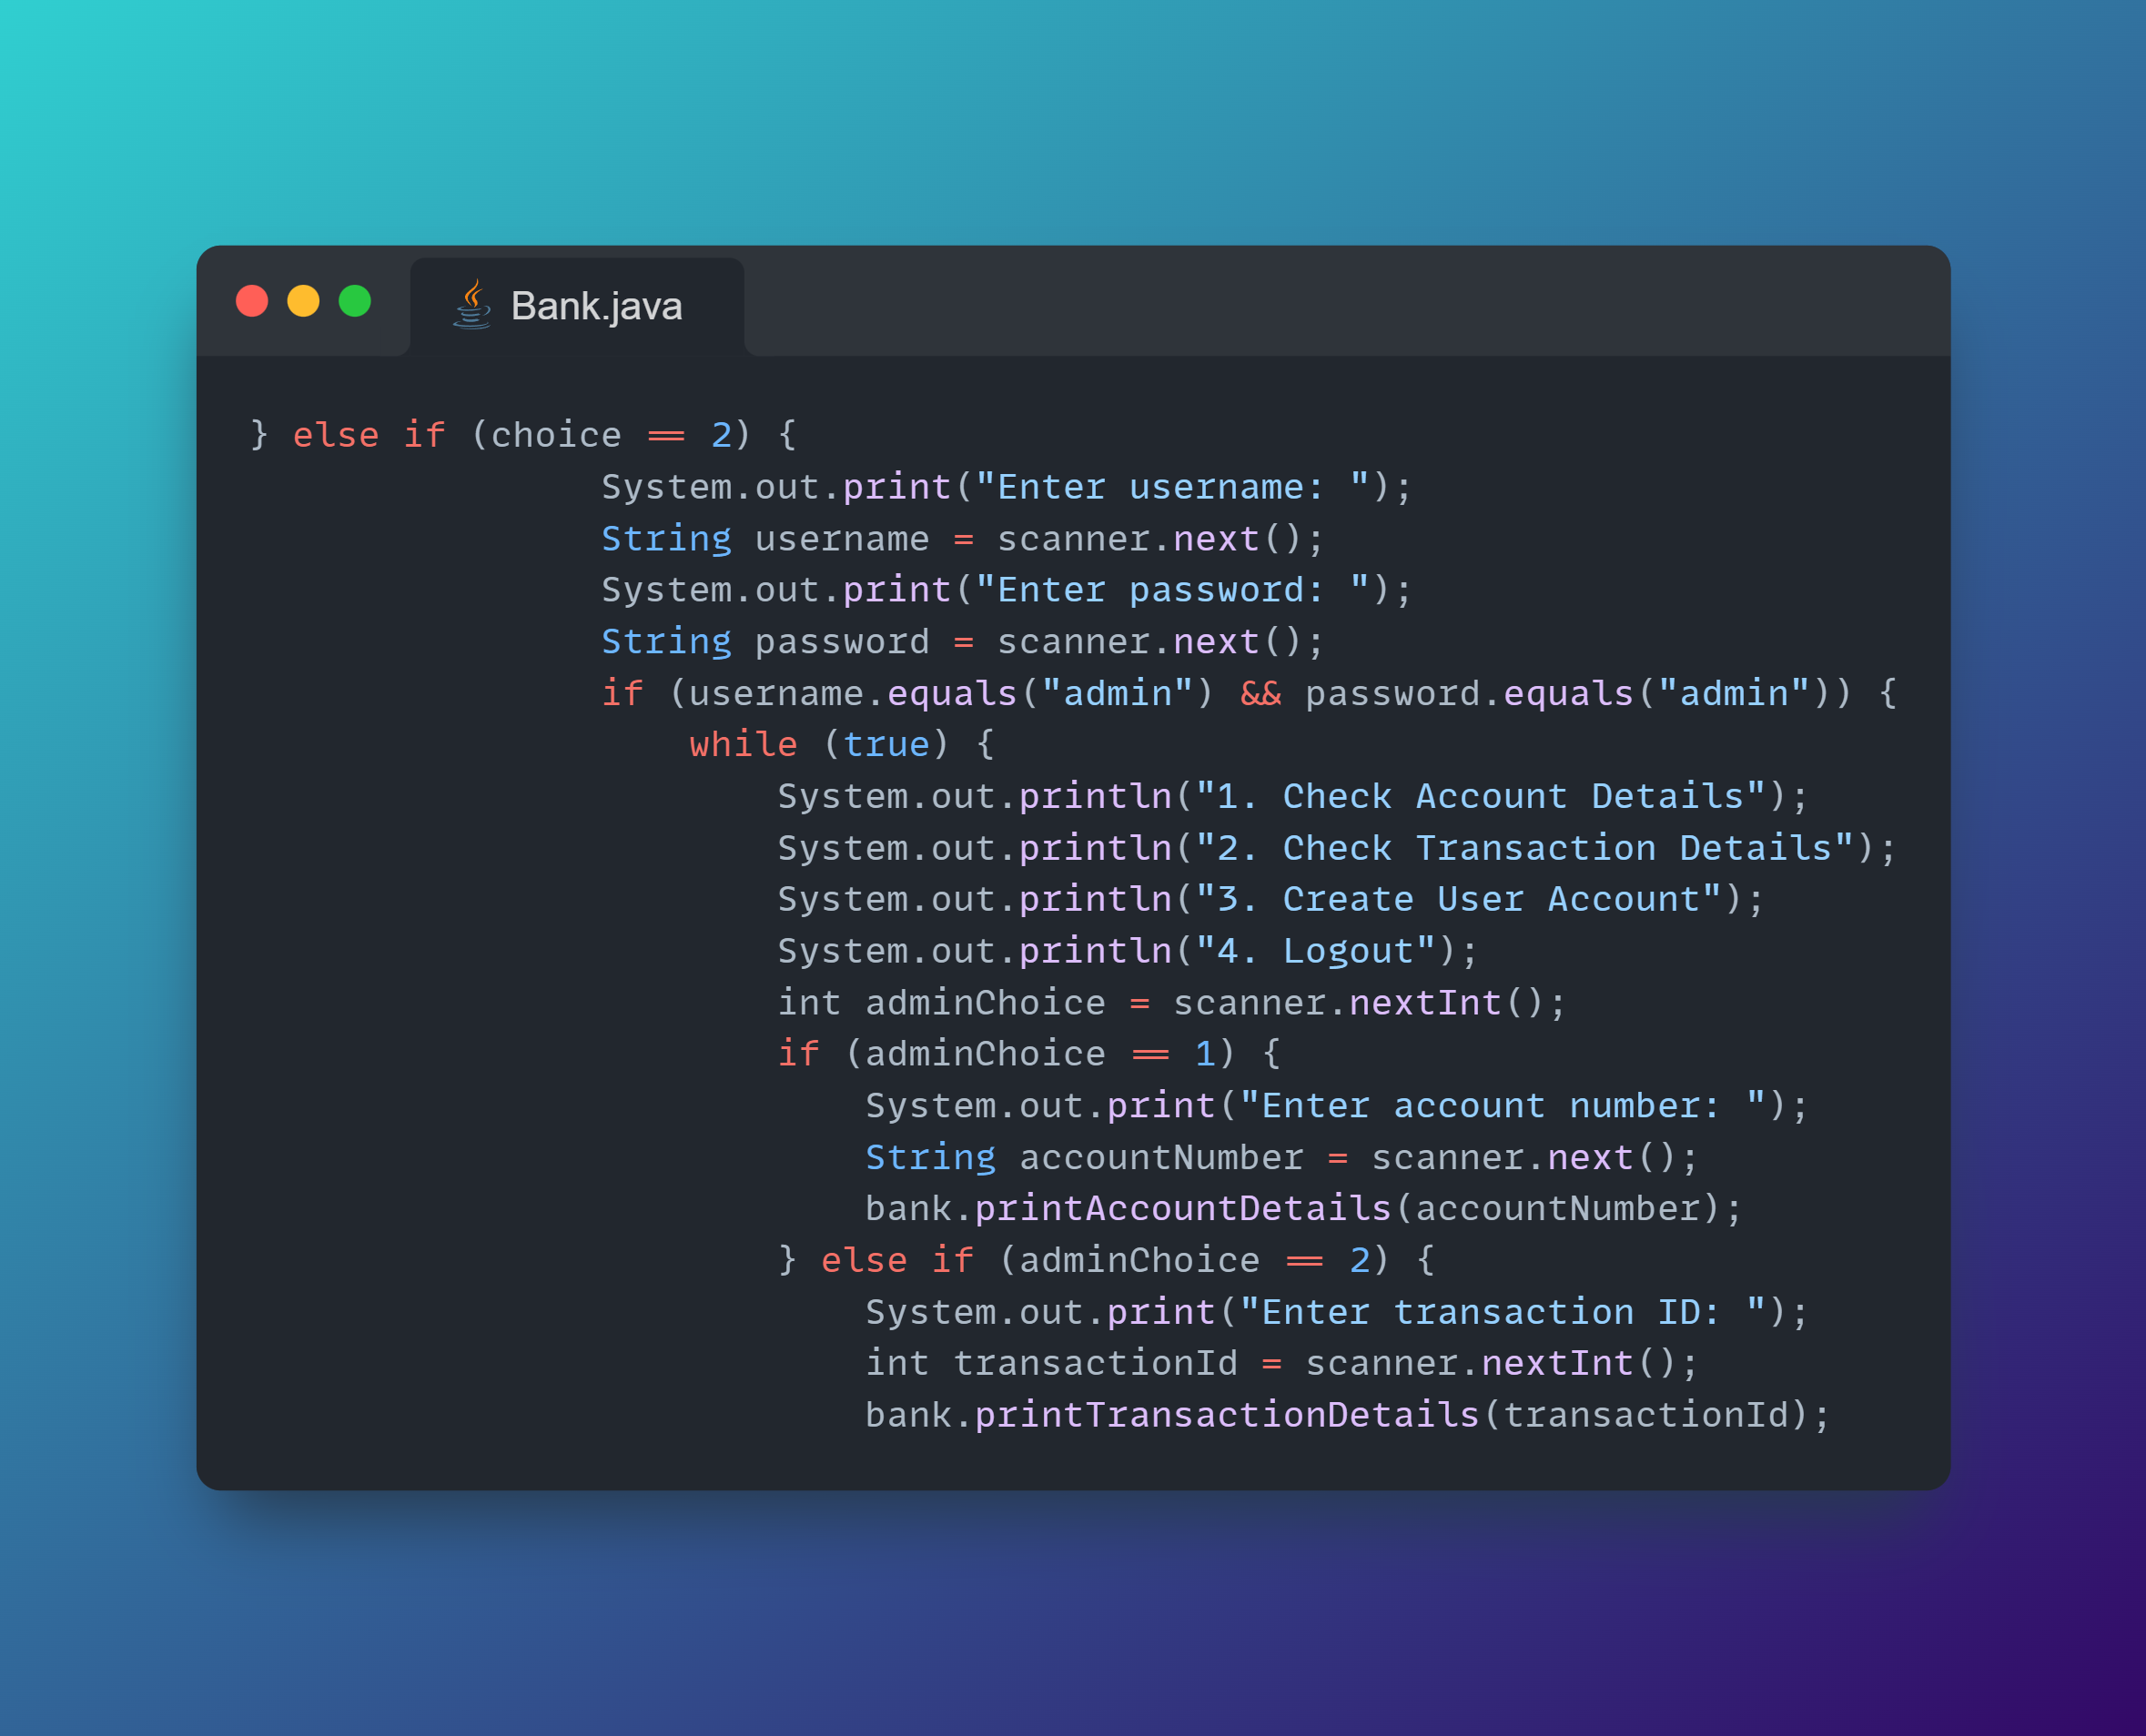 Bank.java
} else if (choice == 2) {
System.out.print("Enter username: ");
String username = scanner.next();
System.out.print("Enter password: ");
String password = scanner.next();
if (username.equals("admin") && password.equals("admin")) {
while (true) {
System.out.println("1. Check Account Details");
System.out.println("2. Check Transaction Details");
System.out.println("3. Create User Account");
System.out.println("4. Logout");
int adminChoice = scanner.nextInt();
if (adminChoice == 1) {
System.out.print("Enter account number: ");
String accountNumber = scanner.next();
bank.printAccountDetails(accountNumber);
} else if (adminChoice == 2) {
System.out.print("Enter transaction ID: ");
int transactionId = scanner.nextInt();
bank.printTransactionDetails(transactionId);